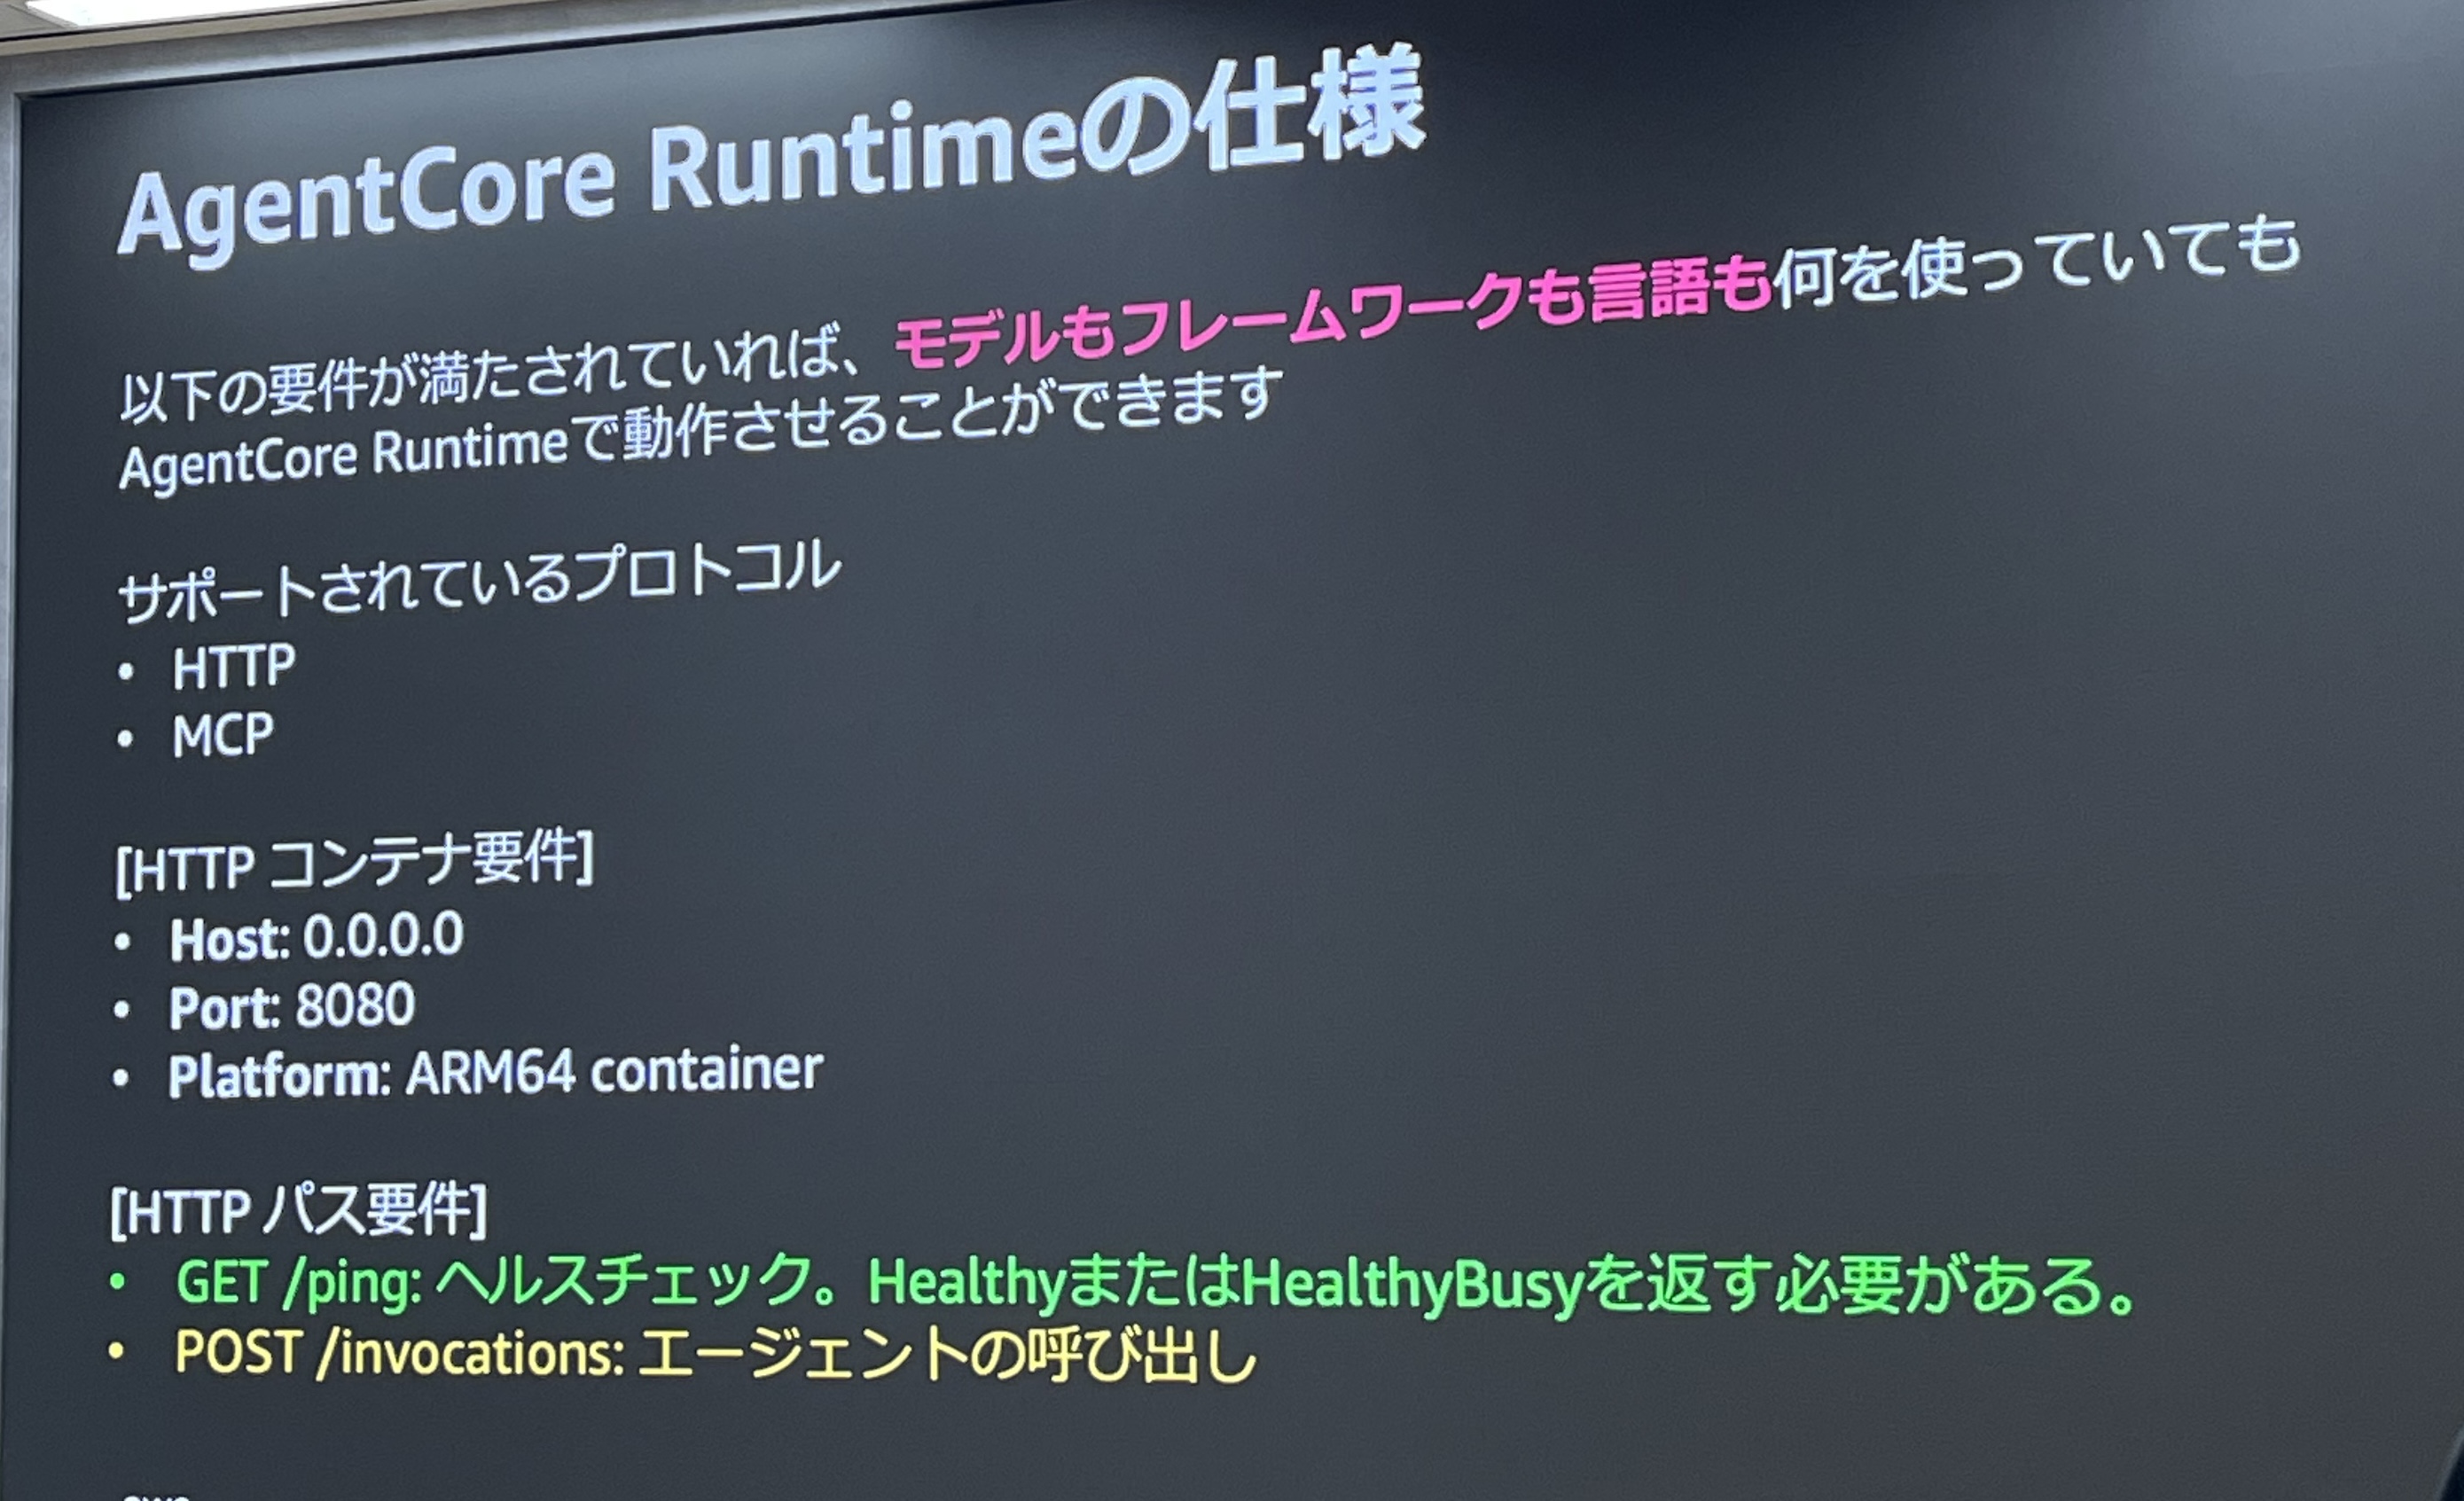 AgentCore Runtimeの仕様
以下の要件が満たされていれば、モデルもフレームワークも言語も何を使っていても
AgentCore Runtimeで動作させることができます
サポートされているプロトコル
• HTTP
• MCP
[HTTP コンテナ要件]
• Host: 0.0.0.0
• Port: 8080
• Platform: ARM64 container
[HTTP パス要件]
• GET /ping: ヘルスチェック。HealthyまたはHealthyBusyを返す必要がある。
• POST /invocations: エージェントの呼び出し